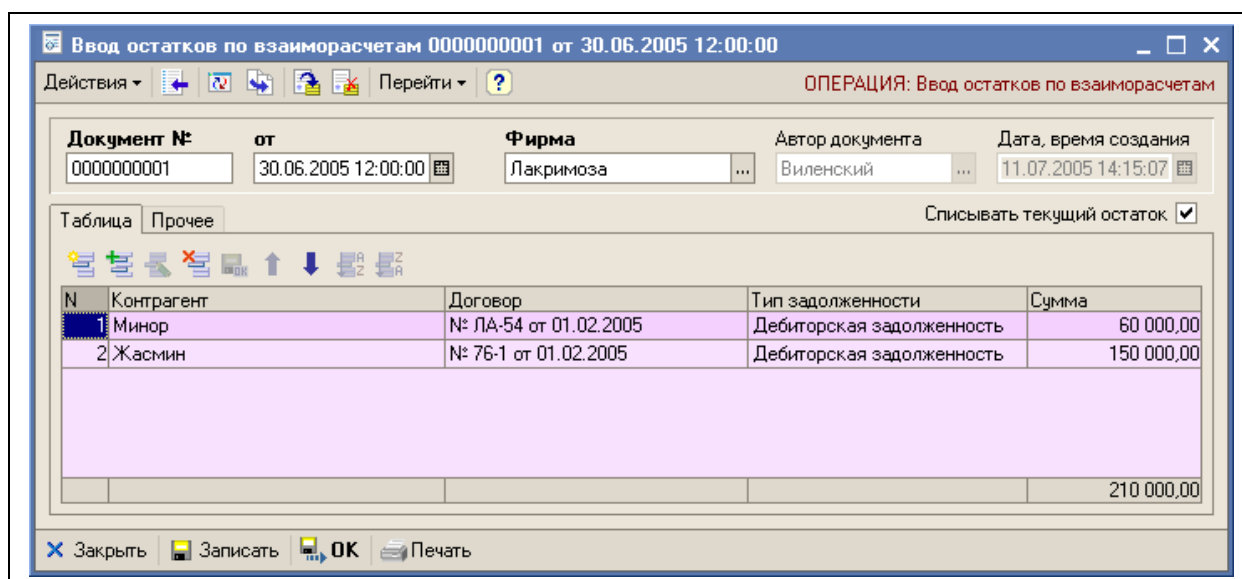 Ввод остатков по взаиморасчетам 0000000001 от 30.06.2005 12:00:00
Действия Перейти ? ОПЕРАЦИЯ: Ввод остатков по взаиморасчетам
Документ № от Фирма Автор документа Дата, время создания
0000000001 30.06.2005 12:00:00 Лакримоза ... Виленский ... 11.07.2005 14:15:07
Таблица Прочее Списывать текущий остаток
N Контрагент Договор Тип задолженности Сумма
1 Минор № ЛА-54 от 01.02.2005 Дебиторская задолженность 60 000,00
2 Жасмин № 76-1 от 01.02.2005 Дебиторская задолженность 150 000,00
210 000,00
Закрыть Записать OK Печать